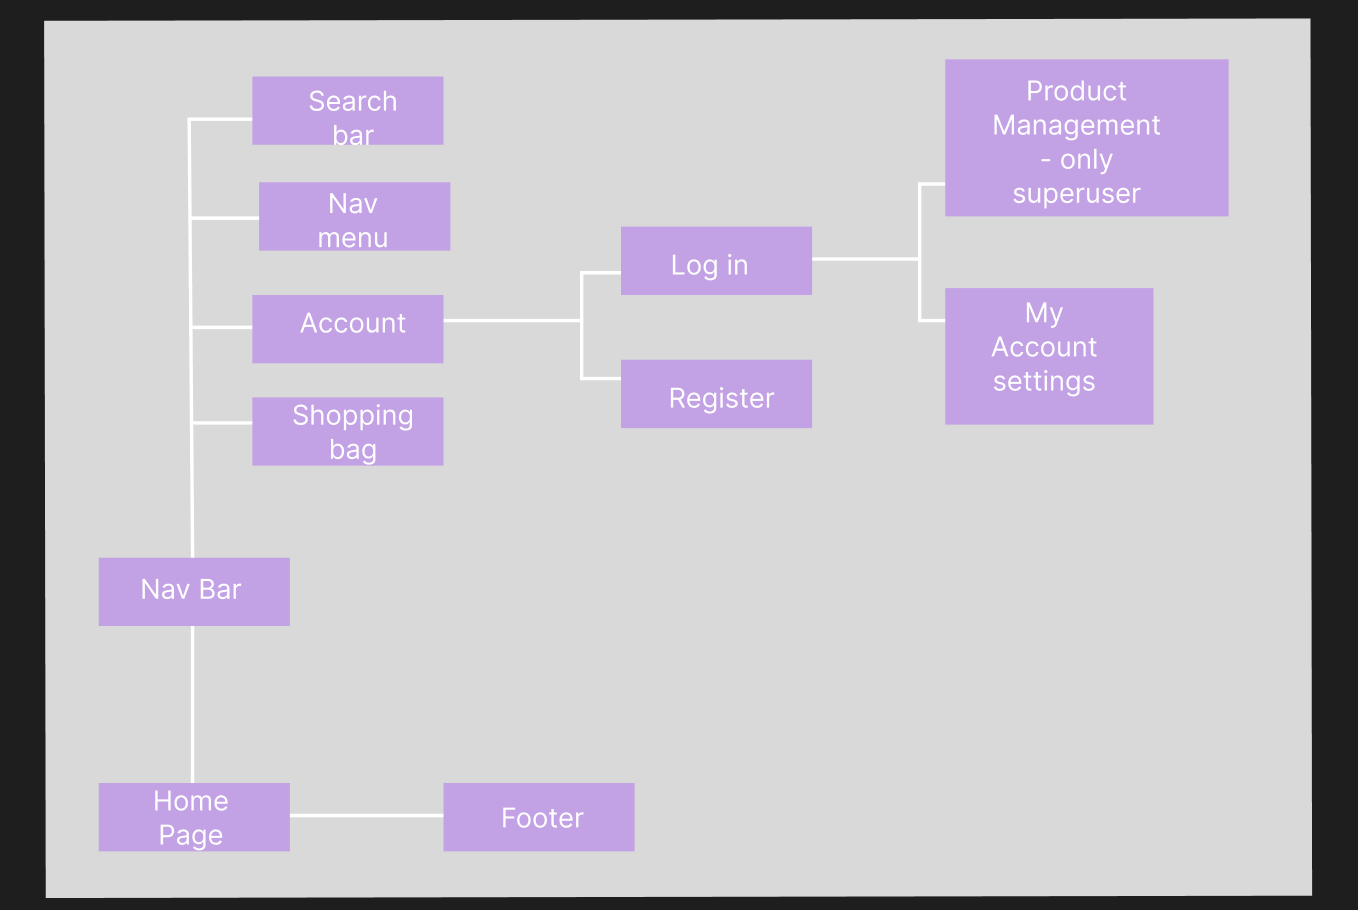 Search
bar
Nav
menu
Account
Shopping
bag
Log in
Register
Product
Management
- only
superuser
My
Account
settings
Nav Bar
Home
Page
Footer